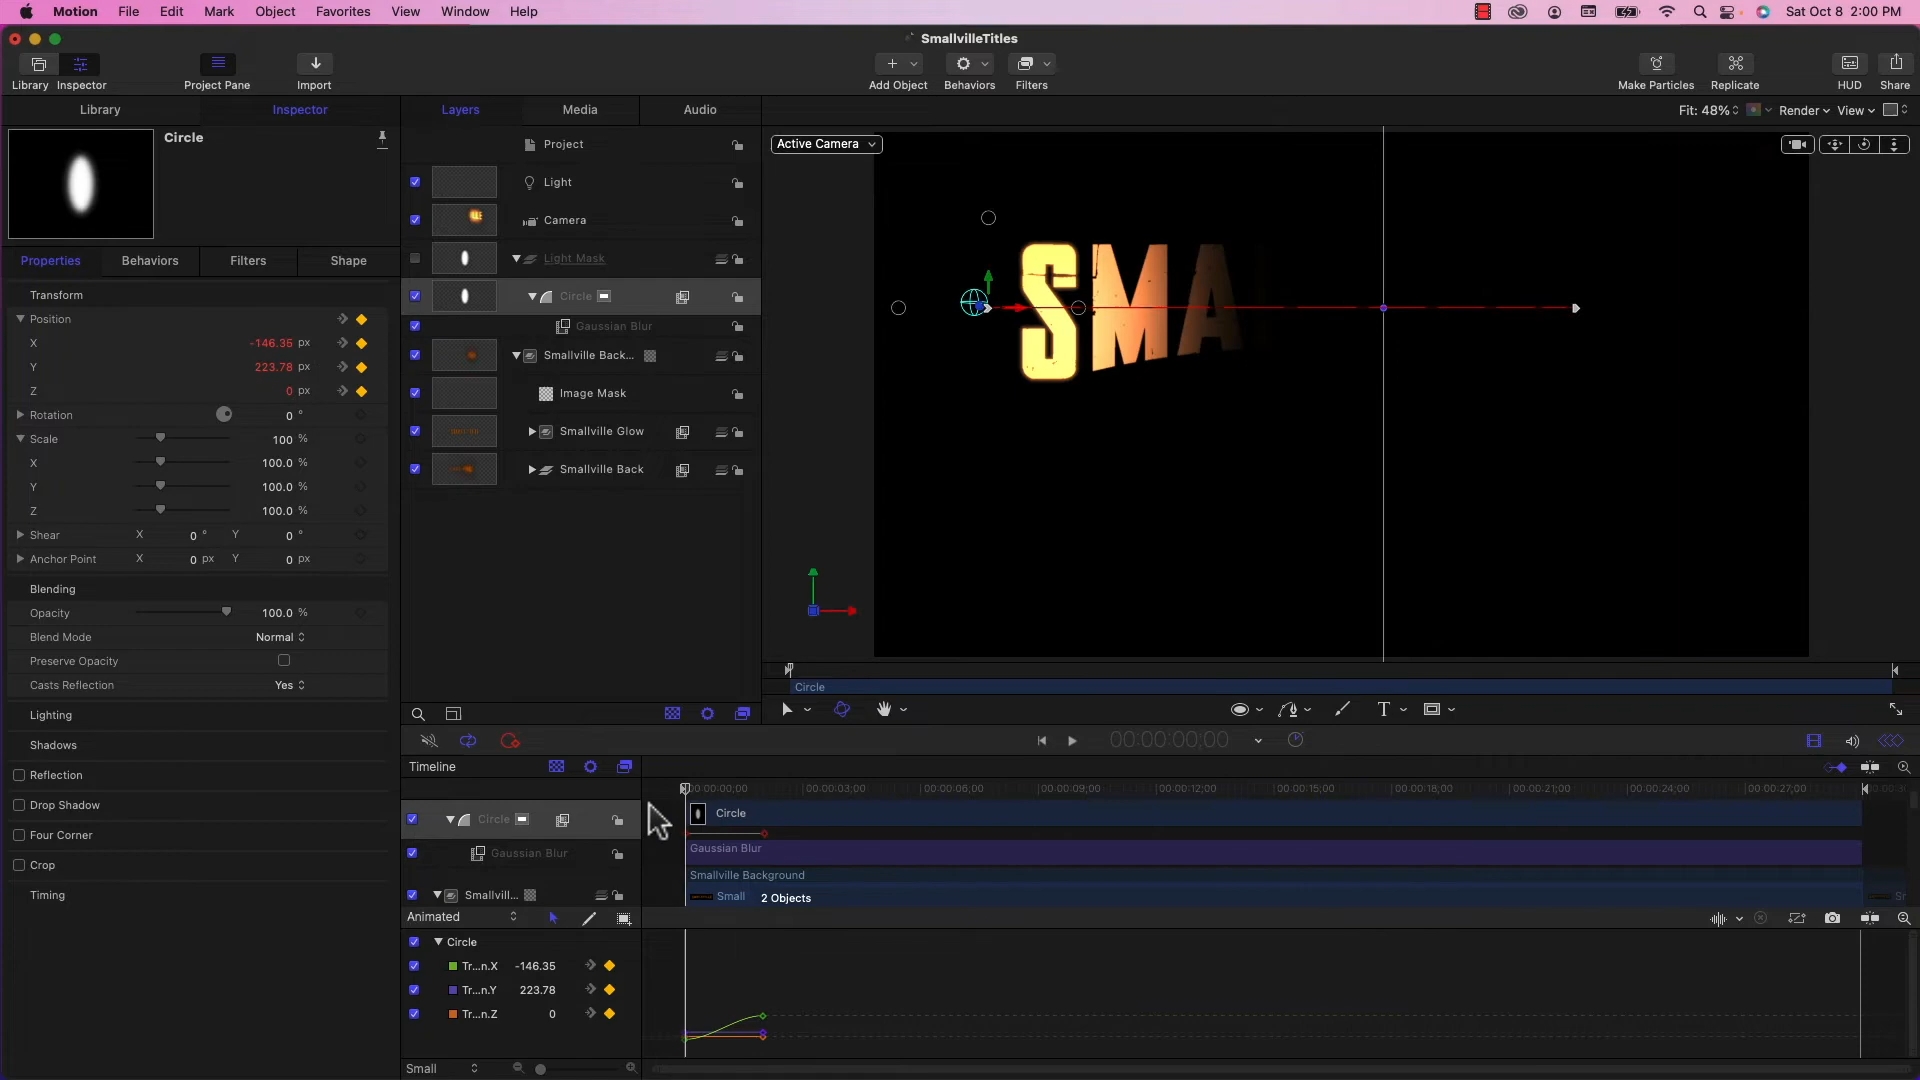 Motion File Edit Mark Object Favorites View Window Help Sat Oct 8 2:00 PM
SmallvilleTitles
Library Inspector Project Pane Import Add Object Behaviors Filters Make Particles Replicate HUD Share
Library Inspector Layers Media Audio Fit: 48% Render View
Circle
Active Camera
Project
Light
Camera
Light Mask
Circle
Gaussian Blur
Smallville Back...
Image Mask
Smallville Glow
Smallville Back
Properties Behaviors Filters Shape
Transform
Position
X -146.35 px
Y 223.78 px
Z 0 px
Rotation 0 °
Scale 100 %
X 100.0 %
Y 100.0 %
Z 100.0 %
Shear X 0 ° Y 0 °
Anchor Point X 0 px Y 0 px
Blending
Opacity 100.0 %
Blend Mode Normal
Preserve Opacity
Casts Reflection Yes
Lighting
Shadows
Reflection
Drop Shadow
Four Corner
Crop
Timing
SMA
Circle
T
00:00:00;00
Timeline
00:00:00;00 00:00:03;00 00:00:06;00 00:00:09;00 00:00:12;00 00:00:15;00 00:00:18;00 00:00:21;00 00:00:24;00 00:00:27;00
Circle Circle
Gaussian Blur Gaussian Blur
Smallville Background
Smallvill... Small 2 Objects
Animated
Circle
Tr...n.X -146.35
Tr...n.Y 223.78
Tr...n.Z 0
Small